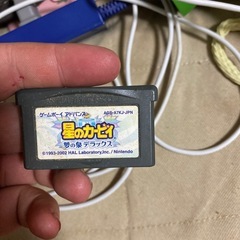 ゲームボーイアドバンス AGB-A7KJ-JPN
星のカービィ
夢の泉デラックス
©1993-2002 HAL Laboratory, Inc. / Nintendo